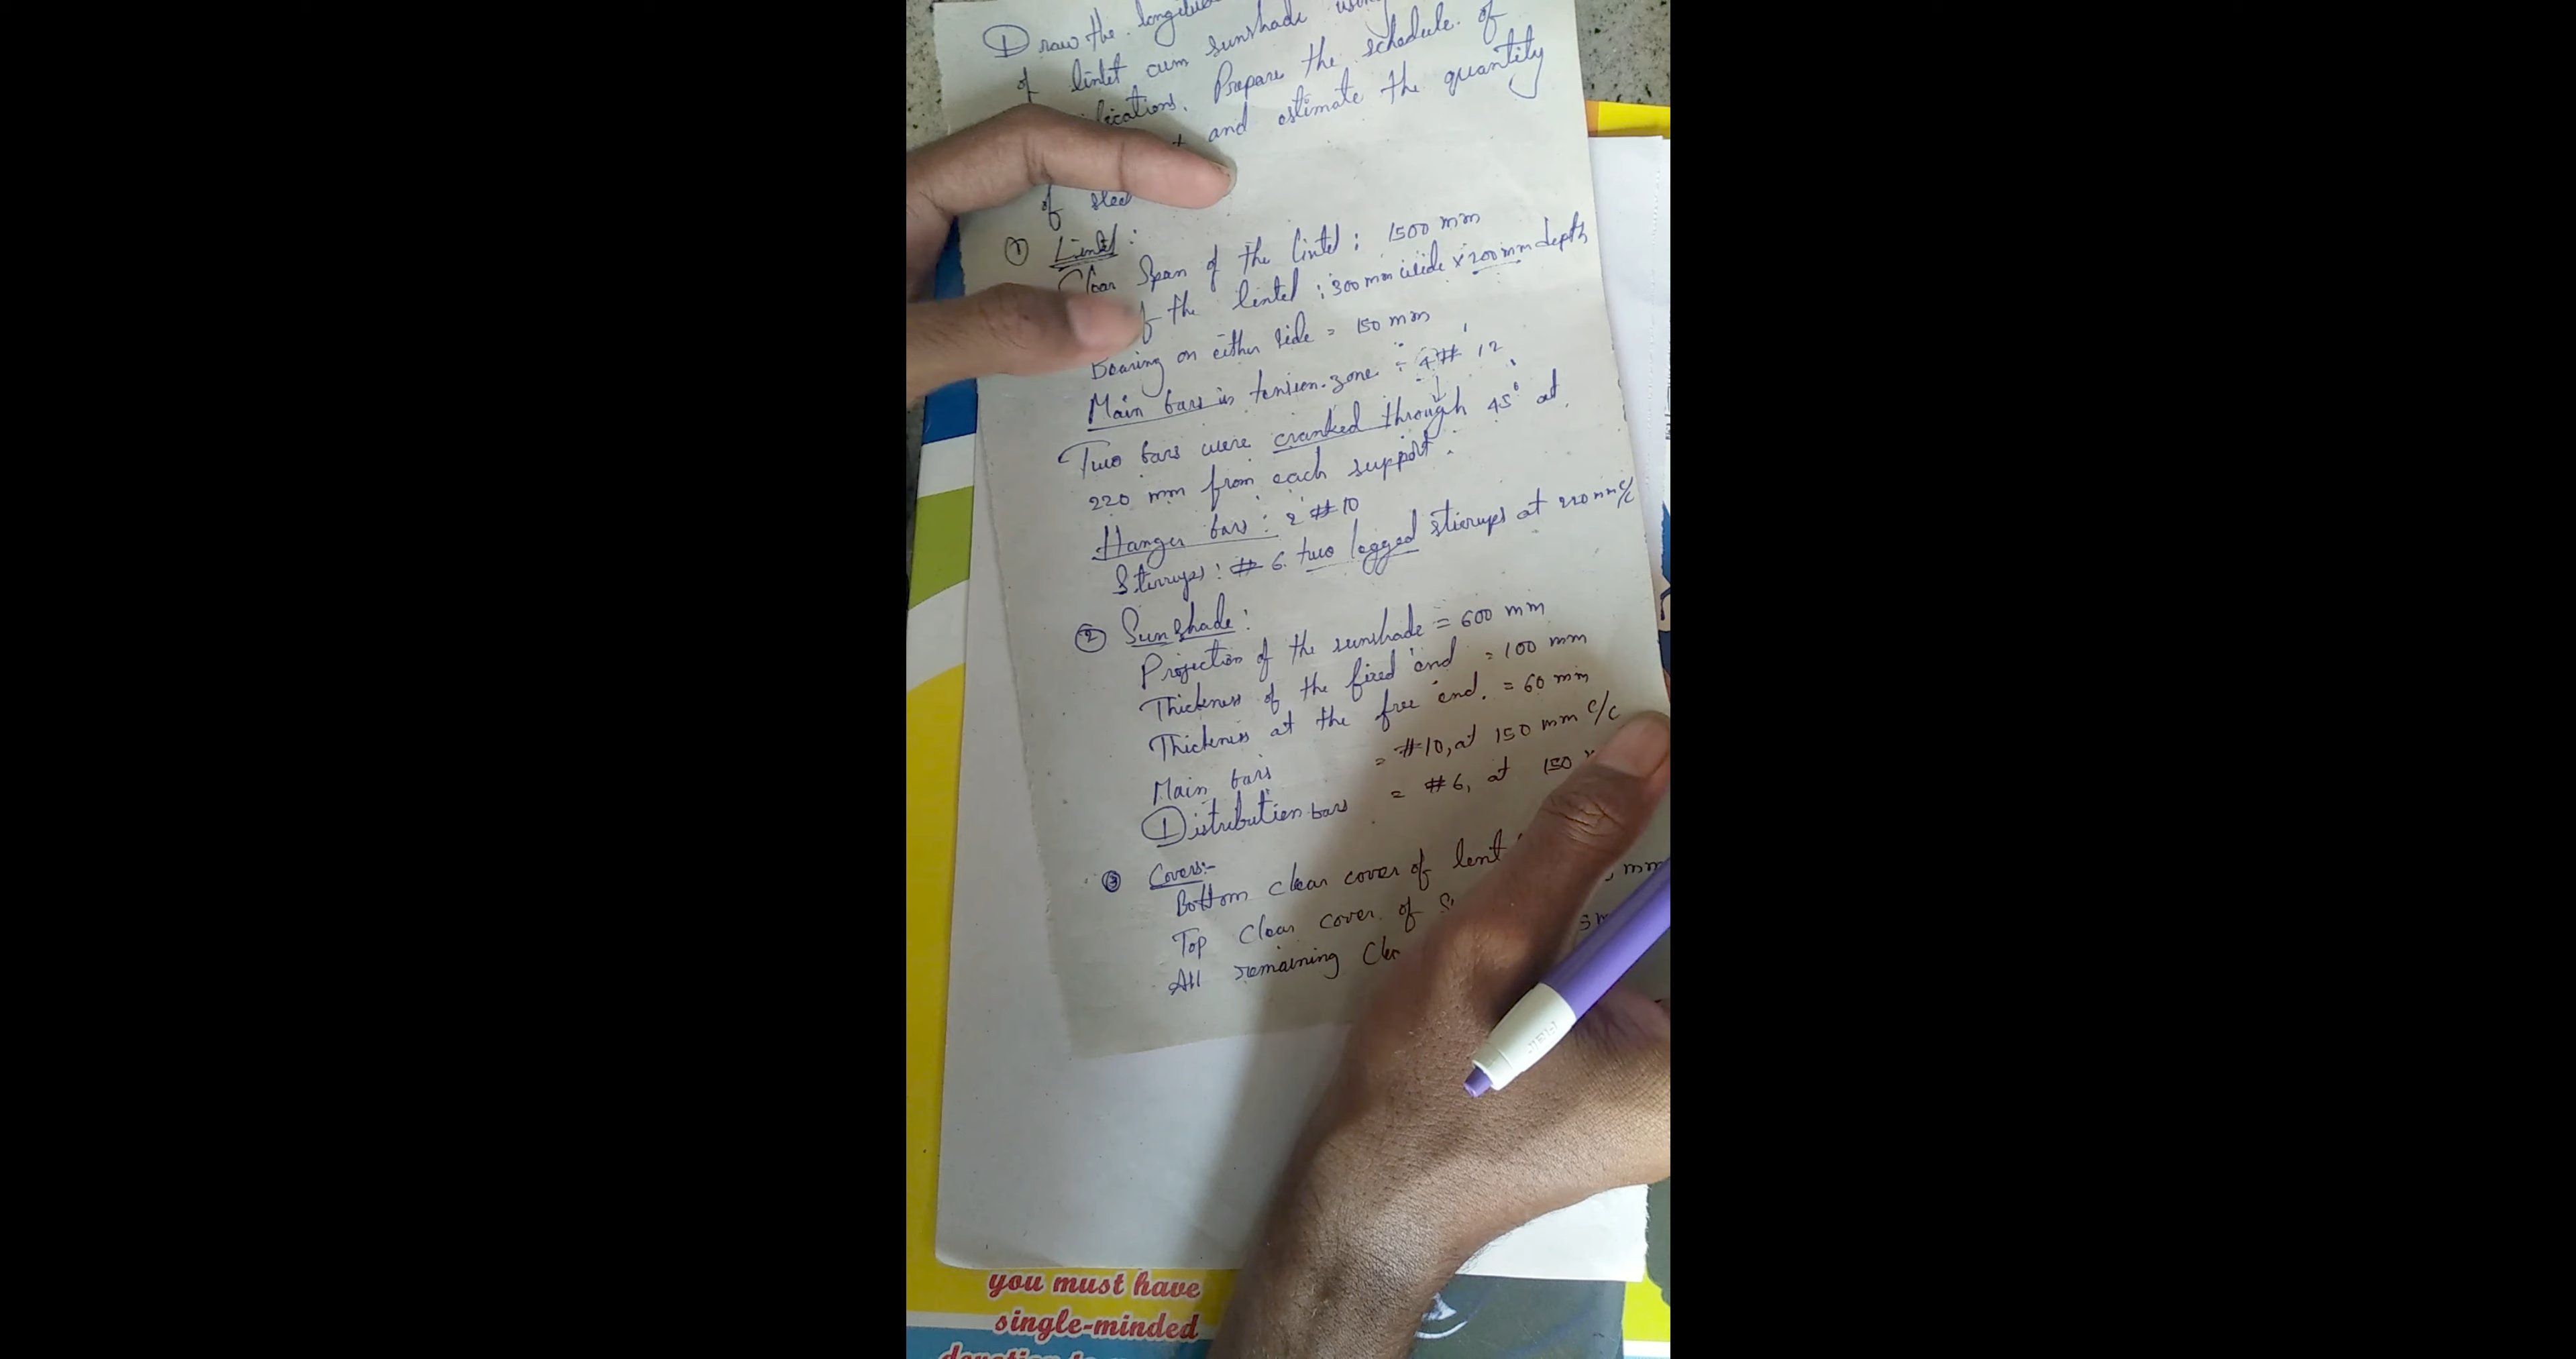 Draw the
of lintel cum sunshade
Prepare the schedule of
and estimate the quantity
of steel
① Lintel:
Clear Span of the lintel : 1500 mm
the lintel : 300 mm wide × 200 mm depth
Bearing on either side = 150 mm
Main bars in tension zone : 4 # 12
Two bars were cranked through 45° at
220 mm from each support.
Hanger bars : 2 # 10
Stirrups : # 6 two legged stirrups at 220 mm c/c
② Sunshade :
Projection of the sunshade = 600 mm
Thickness of the fixed end = 100 mm
Thickness at the free end. = 60 mm
Main bars = #10, at 150 mm c/c
Distribution bars = #6, at 150
③ Covers:-
Bottom clear cover of mm
Top clear cover of
All remaining
you must have
single-minded